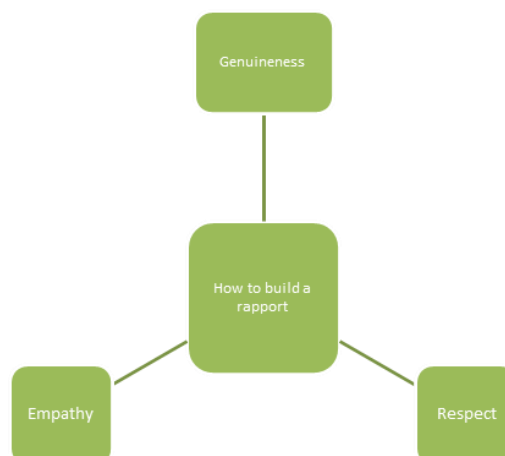 Genuineness
How to build a
rapport
Empathy
Respect